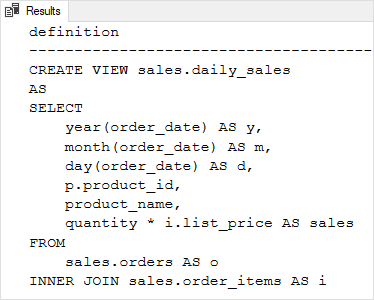 Results
definition
-----------------------------------------
CREATE VIEW sales.daily_sales
AS
SELECT
year(order_date) AS y,
month(order_date) AS m,
day(order_date) AS d,
p.product_id,
product_name,
quantity * i.list_price AS sales
FROM
sales.orders AS o
INNER JOIN sales.order_items AS i